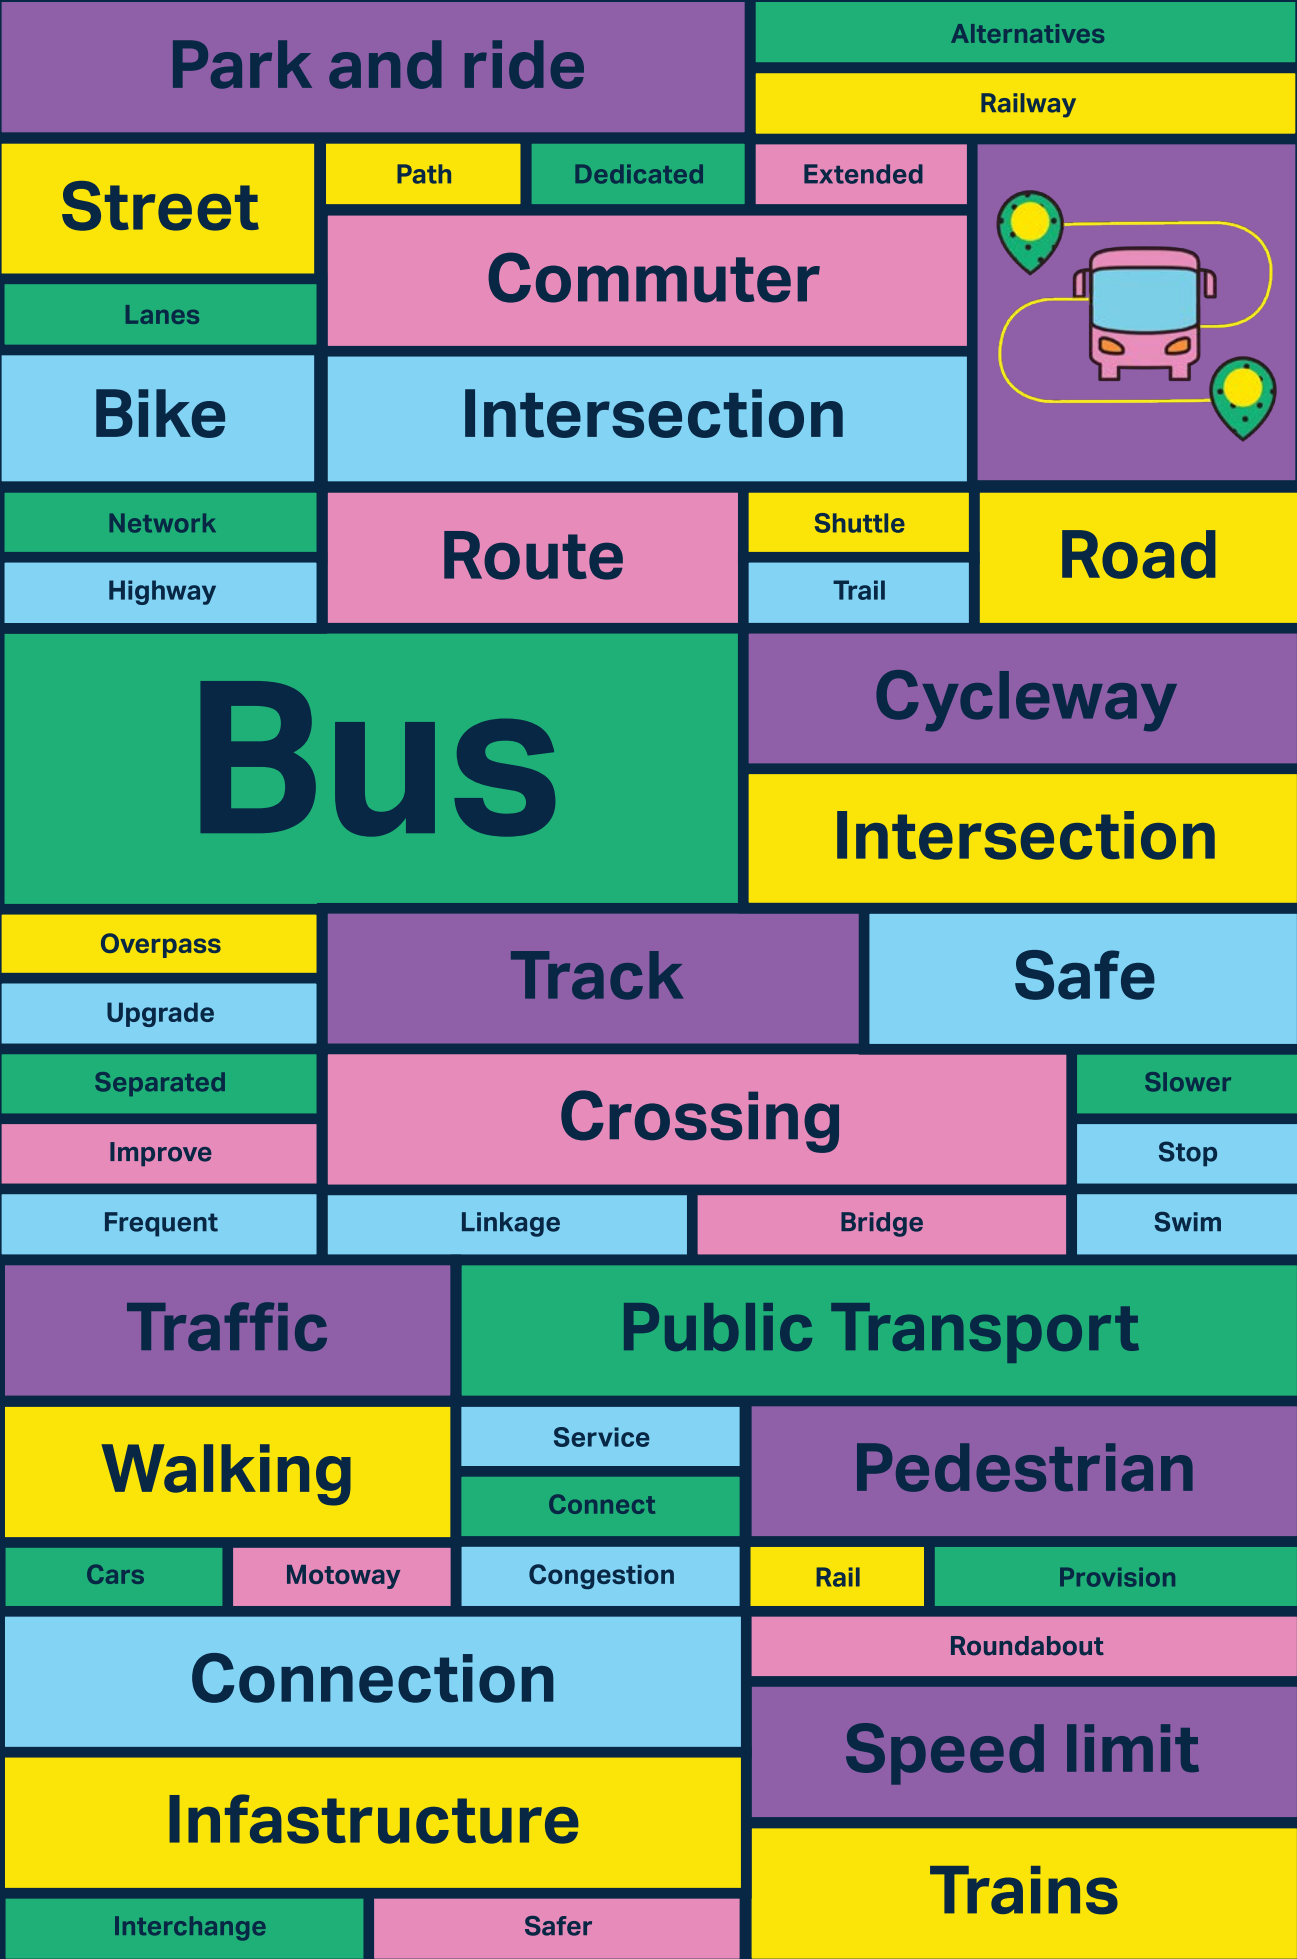 Park and ride
Alternatives
Railway
Street
Path
Dedicated
Extended
Commuter
Lanes
Bike
Intersection
Network
Highway
Route
Shuttle
Trail
Road
Bus
Cycleway
Intersection
Overpass
Upgrade
Track
Safe
Separated
Improve
Crossing
Slower
Stop
Frequent
Linkage
Bridge
Swim
Traffic
Public Transport
Walking
Service
Connect
Pedestrian
Cars
Motoway
Congestion
Rail
Provision
Connection
Roundabout
Speed limit
Infastructure
Trains
Interchange
Safer